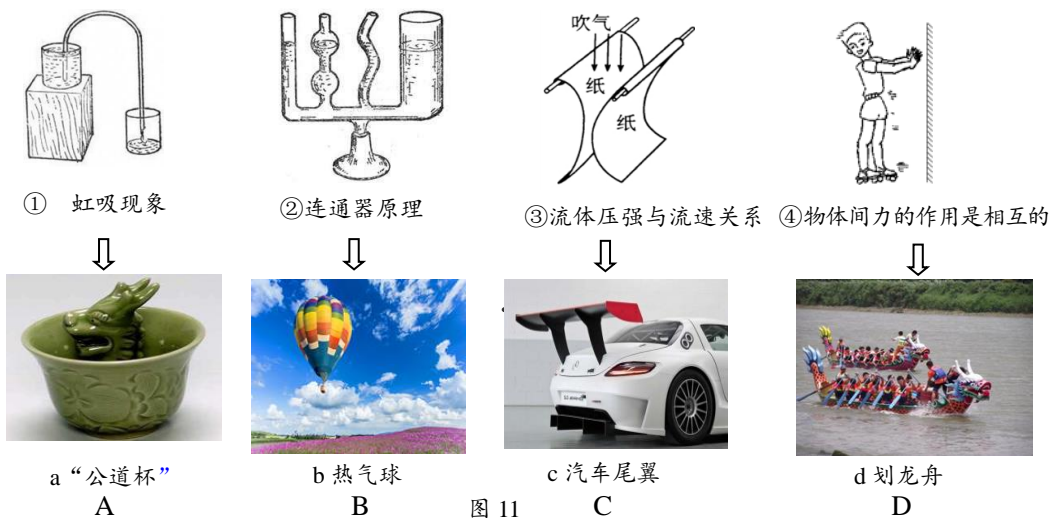 吹气
纸
纸
① 虹吸现象
②连通器原理
③流体压强与流速关系
④物体间力的作用是相互的
a“公道杯”
b 热气球
c 汽车尾翼
d 划龙舟
A
B
图 11
C
D